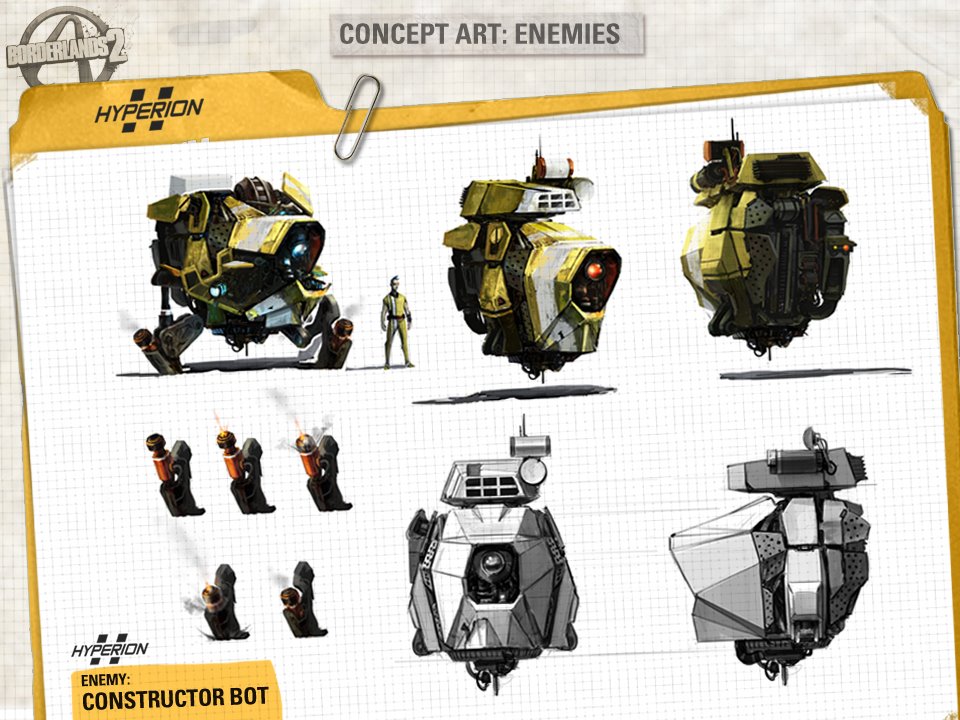 BORDERLANDS 2
CONCEPT ART: ENEMIES
HYPERION
HYPERION
ENEMY:
CONSTRUCTOR BOT